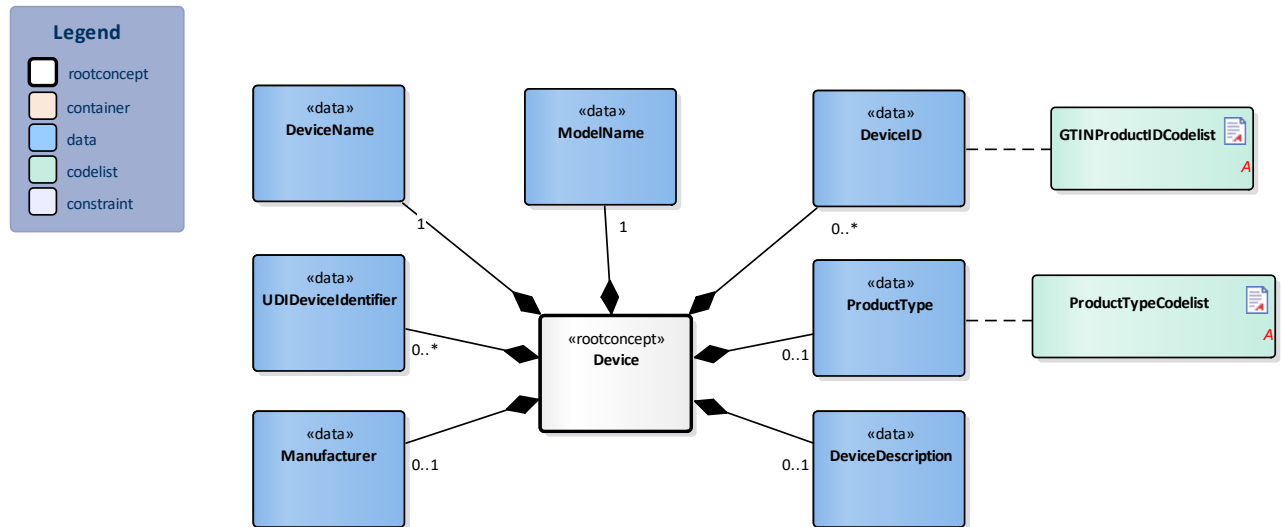 Legend
rootconcept
container
data
codelist
constraint
«data»
DeviceName
1
«data»
ModelName
1
«data»
DeviceID
0..*
GTINProductIDCodelist
A
«data»
UDIDeviceIdentifier
0..*
«rootconcept»
Device
«data»
ProductType
0..1
ProductTypeCodelist
A
«data»
Manufacturer
0..1
«data»
DeviceDescription
0..1